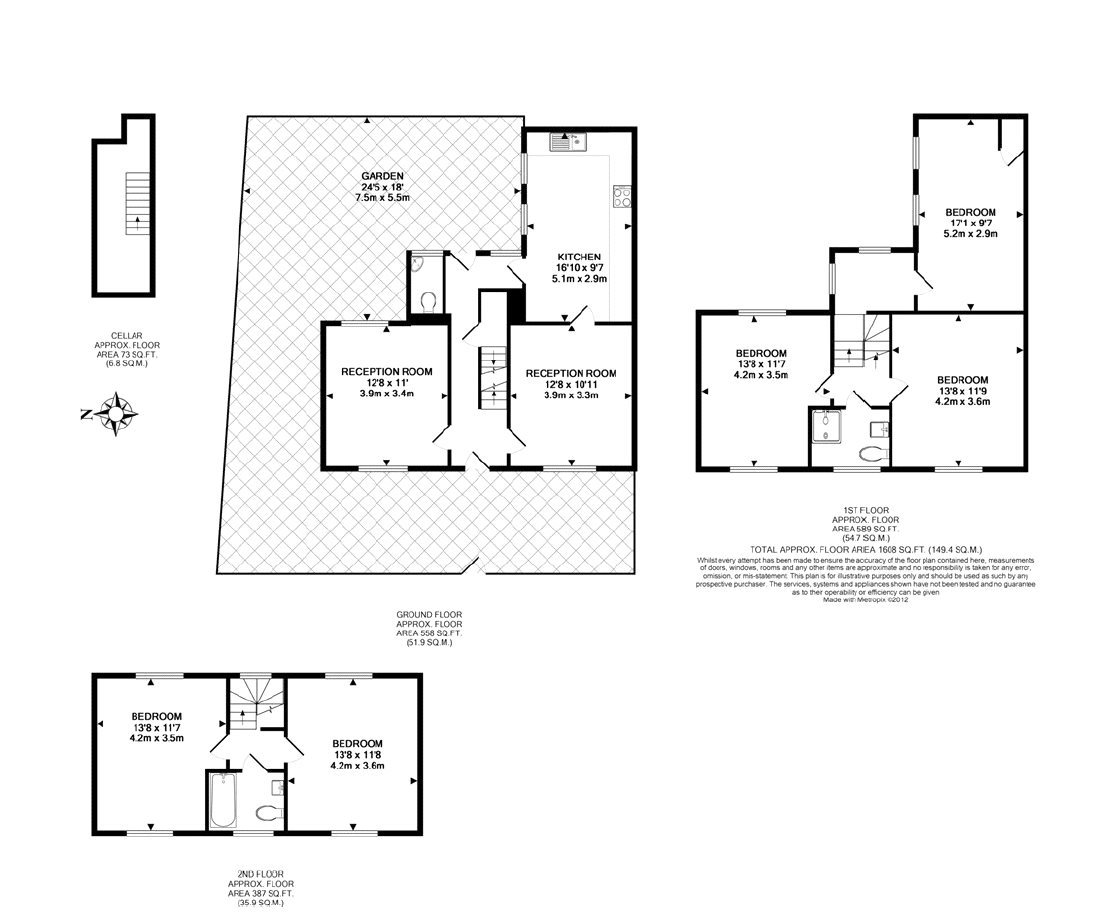 CELLAR
APPROX. FLOOR
AREA 73 SQ.FT.
(6.8 SQ.M.)
N
GARDEN
24'5 x 18'
7.5m x 5.5m
KITCHEN
16'10 x 9'7
5.1m x 2.9m
RECEPTION ROOM
12'8 x 11'
3.9m x 3.4m
RECEPTION ROOM
12'8 x 10'11
3.9m x 3.3m
GROUND FLOOR
APPROX. FLOOR
AREA 558 SQ.FT.
(51.9 SQ.M.)
BEDROOM
17'1 x 9'7
5.2m x 2.9m
BEDROOM
13'8 x 11'7
4.2m x 3.5m
BEDROOM
13'8 x 11'9
4.2m x 3.6m
1ST FLOOR
APPROX. FLOOR
AREA 589 SQ.FT.
(54.7 SQ.M.)
TOTAL APPROX. FLOOR AREA 1608 SQ.FT. (149.4 SQ.M.)
Whilst every attempt has been made to ensure the accuracy of the floor plan contained here, measurements
of doors, windows, rooms and any other items are approximate and no responsibility is taken for any error,
omission, or mis-statement. This plan is for illustrative purposes only and should be used as such by any
prospective purchaser. The services, systems and appliances shown have not been tested and no guarantee
as to their operability or efficiency can be given
Made with Metropix ©2012
BEDROOM
13'8 x 11'7
4.2m x 3.5m
BEDROOM
13'8 x 11'8
4.2m x 3.6m
2ND FLOOR
APPROX. FLOOR
AREA 387 SQ.FT.
(35.9 SQ.M.)